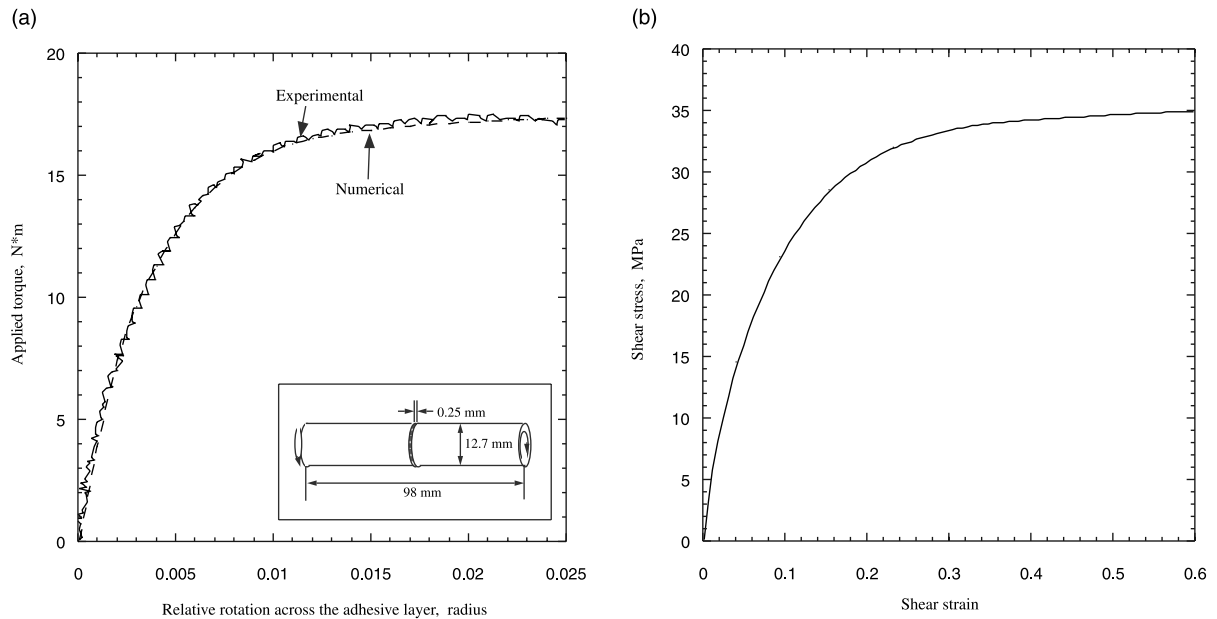 (a)
20
15
10
5
0
Applied torque, N*m
Experimental
Numerical
0.25 mm
12.7 mm
98 mm
0
0.005
0.01
0.015
0.02
0.025
Relative rotation across the adhesive layer, radius
(b)
40
35
30
25
20
15
10
5
0
Shear stress, MPa
0
0.1
0.2
0.3
0.4
0.5
0.6
Shear strain